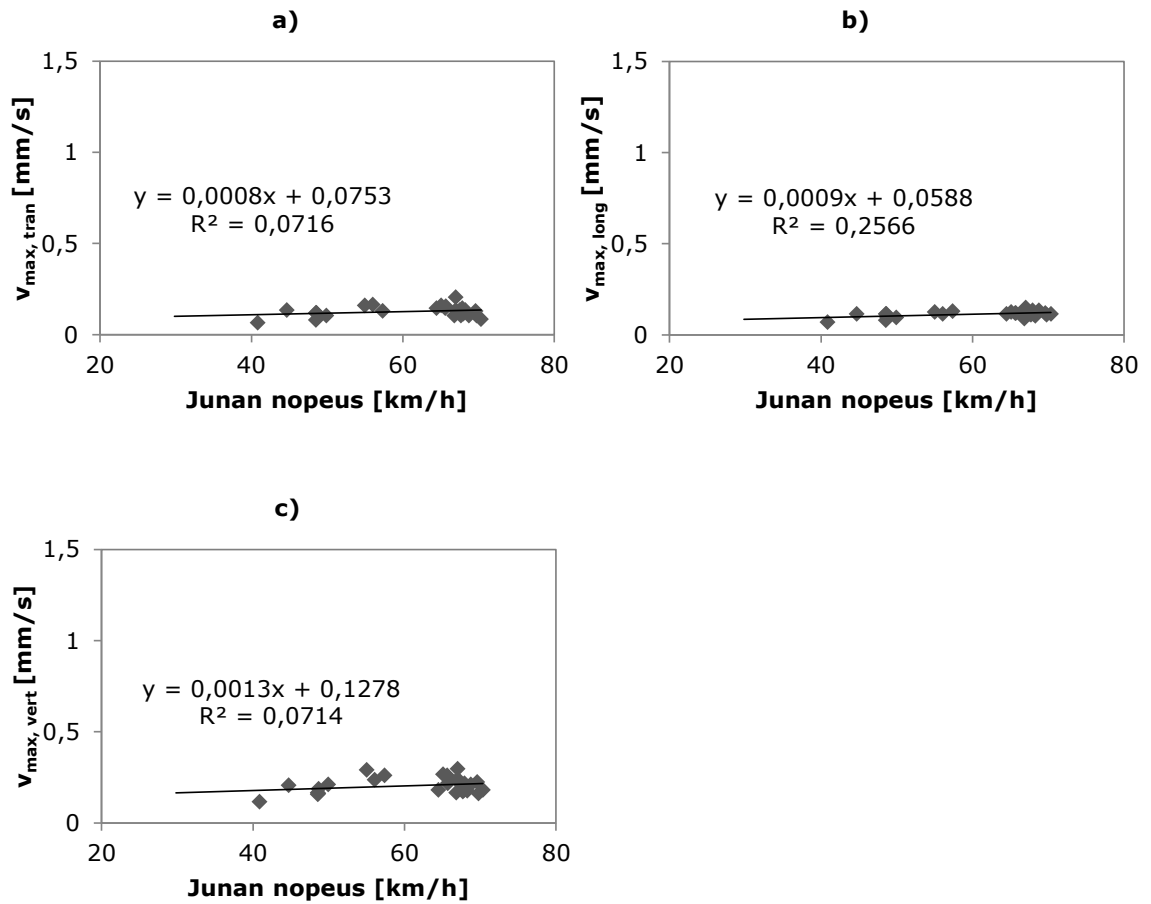 a)
v max, tran [mm/s]
1,5
1
0,5
0
y = 0,0008x + 0,0753
R² = 0,0716
20 40 60 80
Junan nopeus [km/h]
b)
v max, long [mm/s]
1,5
1
0,5
0
y = 0,0009x + 0,0588
R² = 0,2566
20 40 60 80
Junan nopeus [km/h]
c)
v max, vert [mm/s]
1,5
1
0,5
0
y = 0,0013x + 0,1278
R² = 0,0714
20 40 60 80
Junan nopeus [km/h]